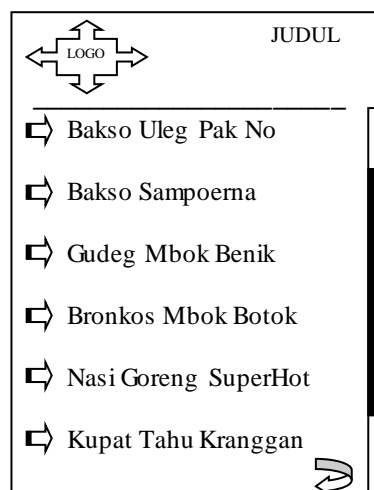 LOGO
JUDUL
Bakso Uleg Pak No
Bakso Sampoerna
Gudeg Mbok Benik
Bronkos Mbok Botok
Nasi Goreng SuperHot
Kupat Tahu Kranggan